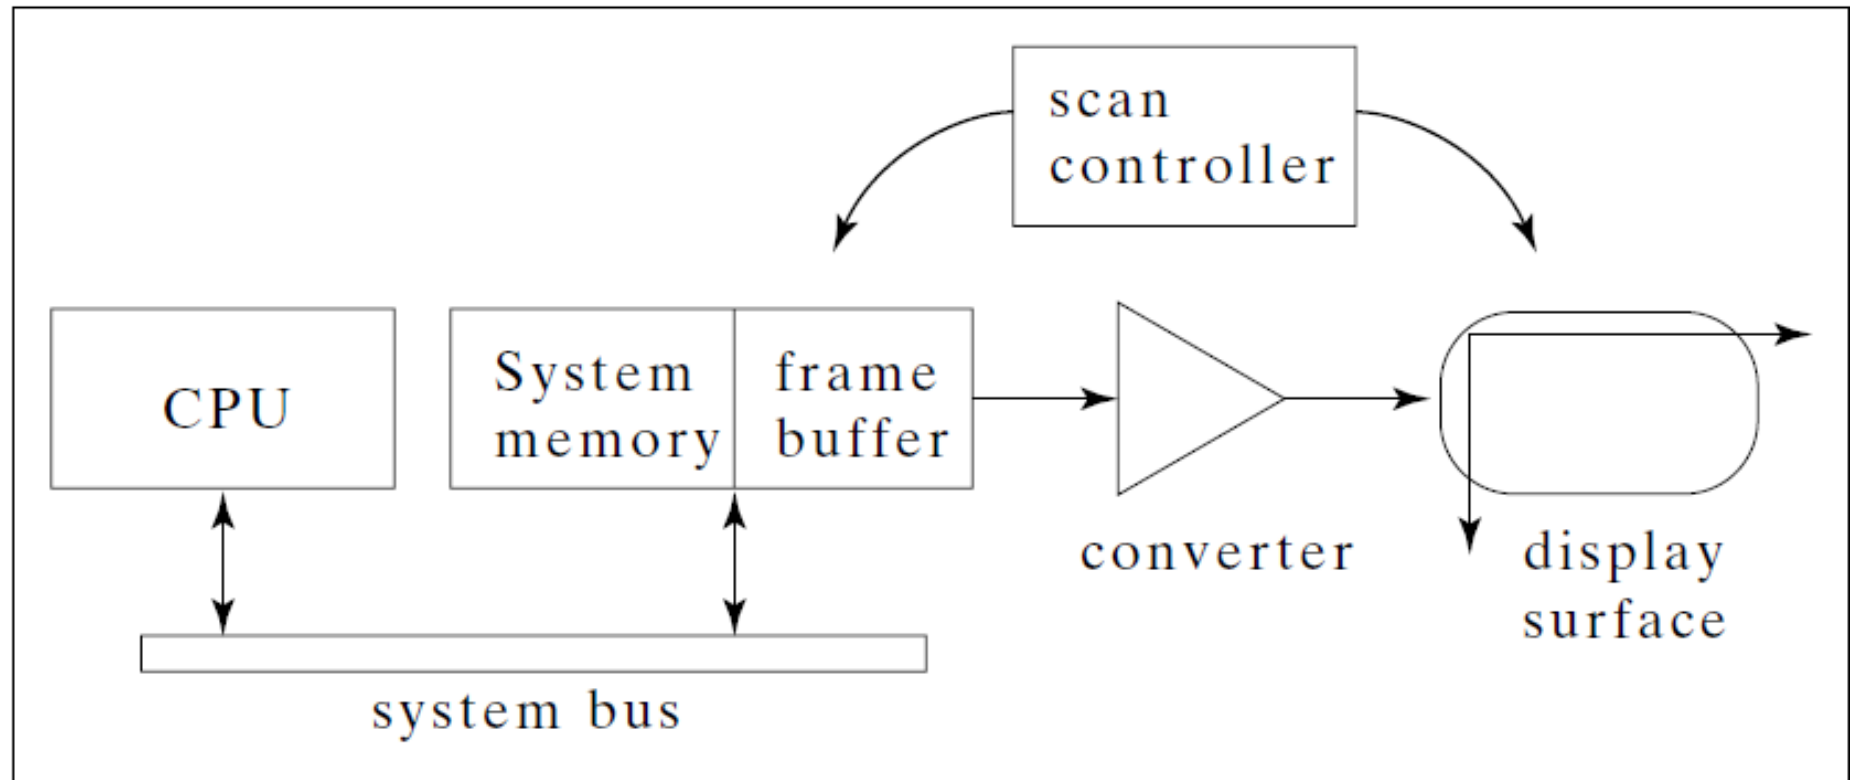 scan
controller
CPU
System
memory
frame
buffer
converter
display
surface
system bus